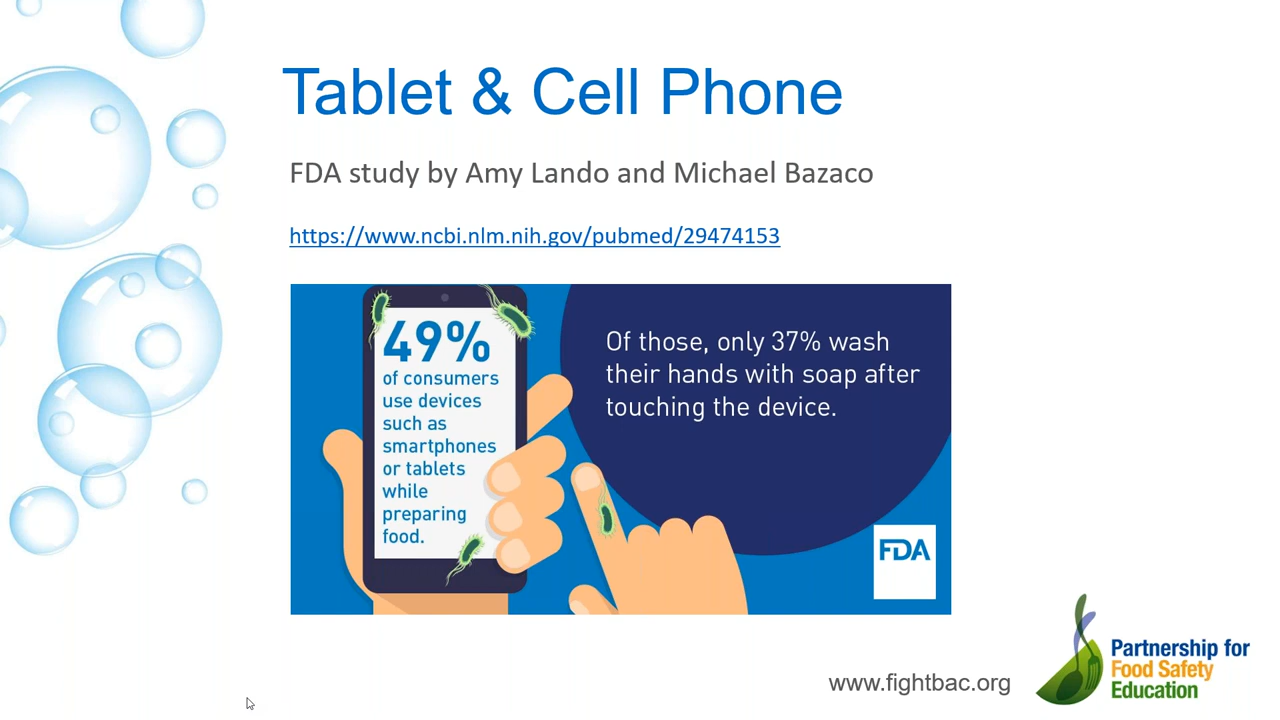 Tablet & Cell Phone
FDA study by Amy Lando and Michael Bazaco
https://www.ncbi.nlm.nih.gov/pubmed/29474153
49%
of consumers
use devices
such as
smartphones
or tablets
while
preparing
food.
Of those, only 37% wash
their hands with soap after
touching the device.
FDA
www.fightbac.org
Partnership for
Food Safety
Education